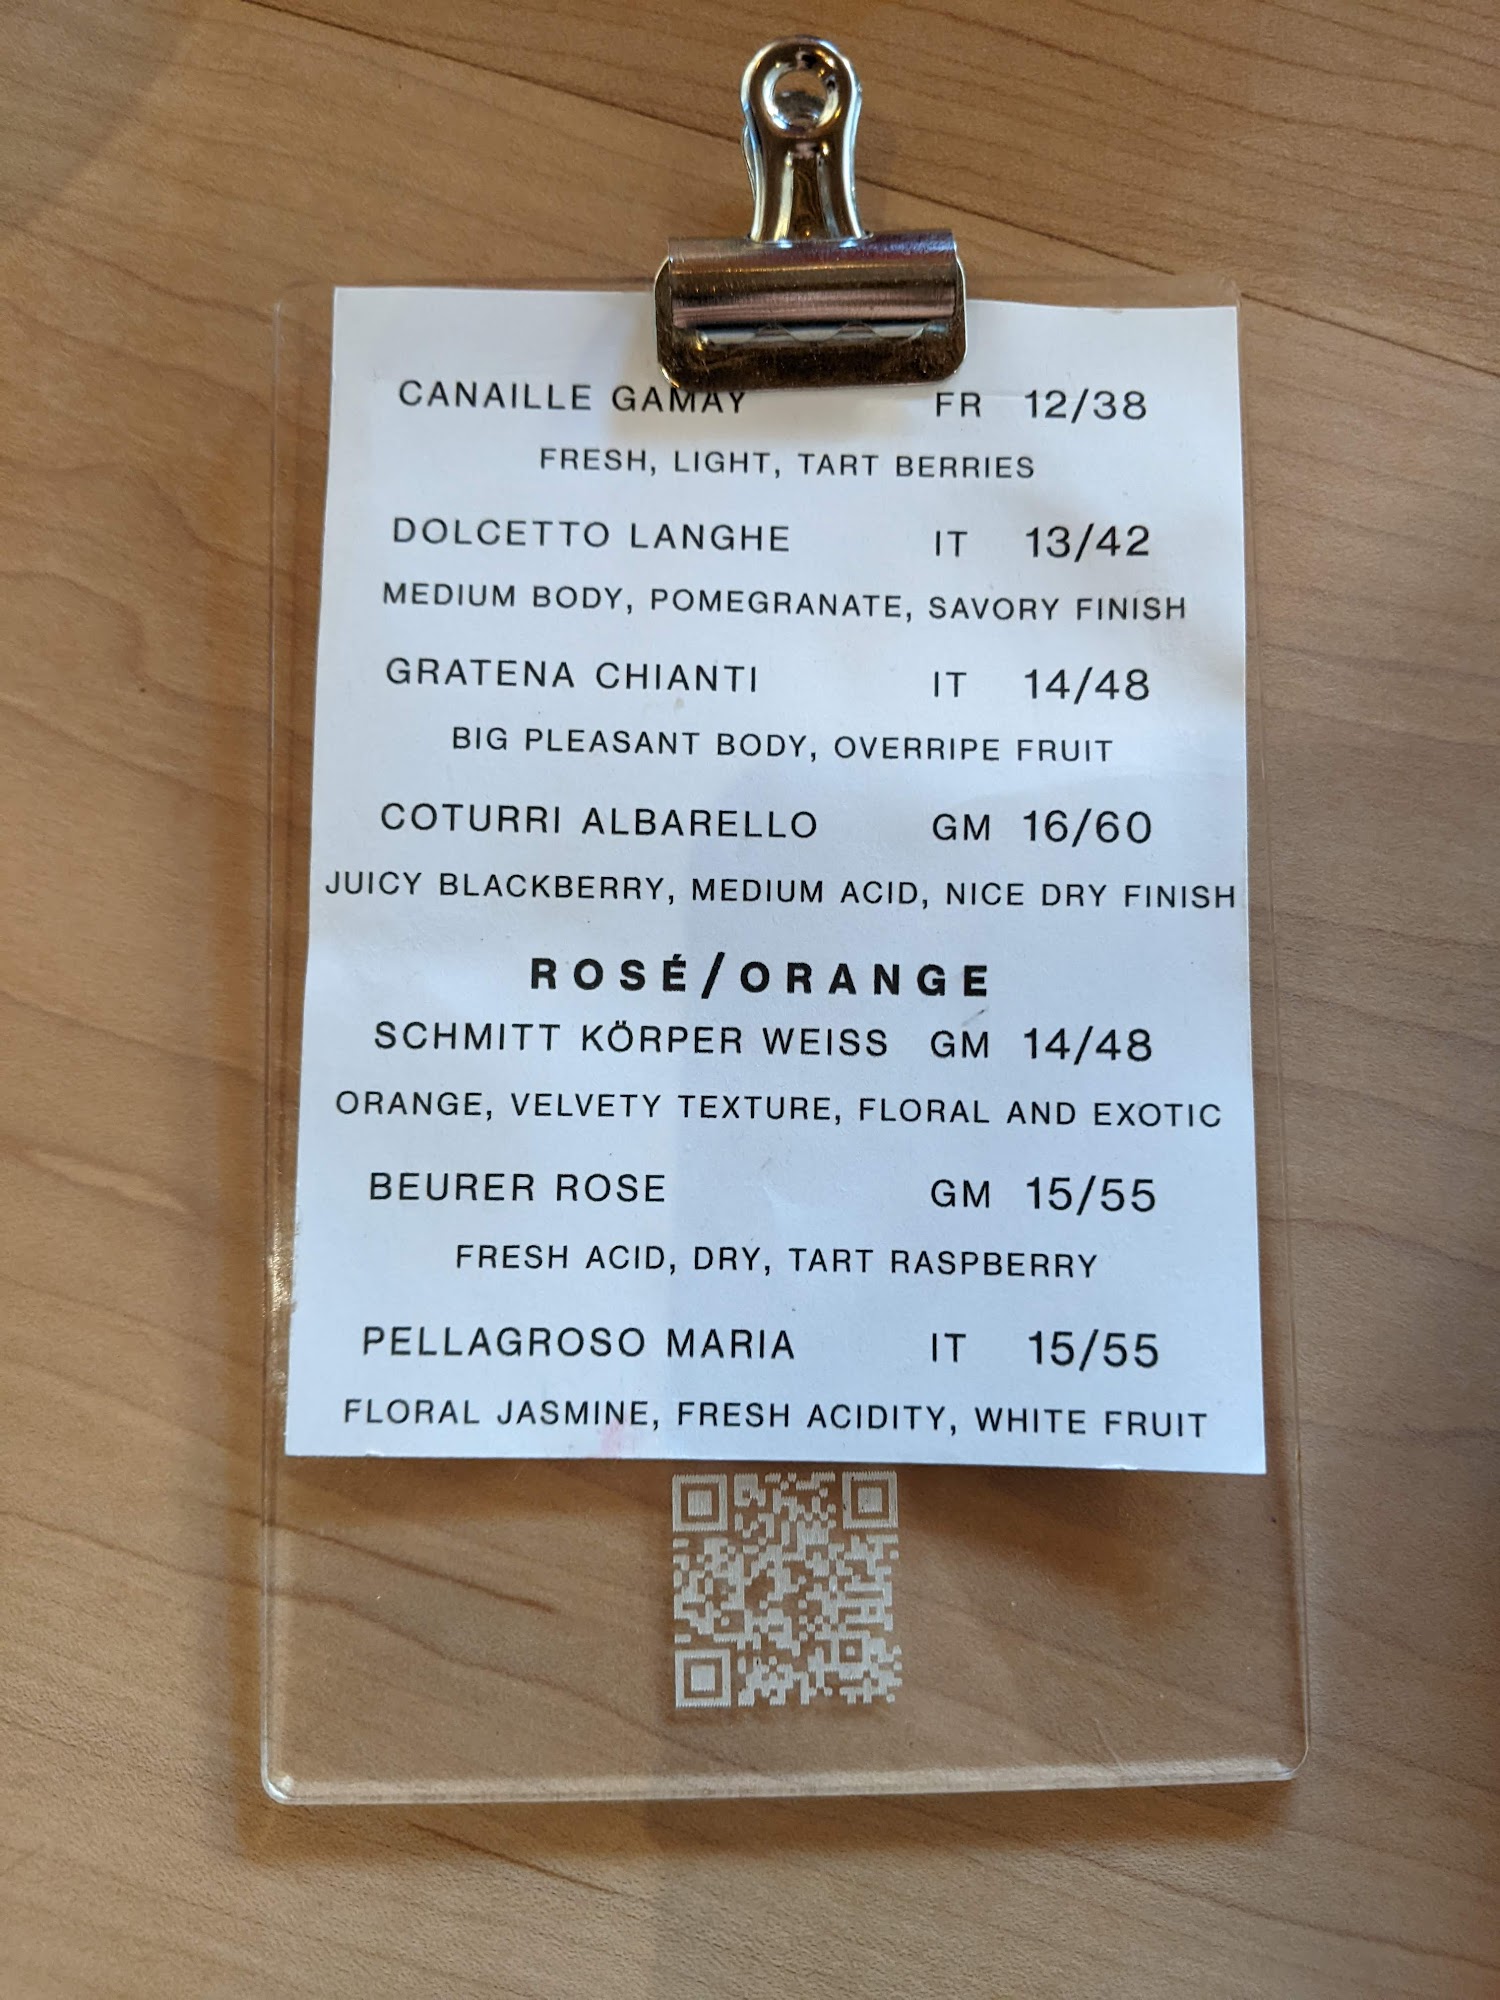 CANAILLE GAMAY FR 12/38
FRESH, LIGHT, TART BERRIES
DOLCETTO LANGHE IT 13/42
MEDIUM BODY, POMEGRANATE, SAVORY FINISH
GRATENA CHIANTI IT 14/48
BIG PLEASANT BODY, OVERRIPE FRUIT
COTURRI ALBARELLO GM 16/60
JUICY BLACKBERRY, MEDIUM ACID, NICE DRY FINISH
ROSÉ/ORANGE
SCHMITT KÖRPER WEISS GM 14/48
ORANGE, VELVETY TEXTURE, FLORAL AND EXOTIC
BEURER ROSE GM 15/55
FRESH ACID, DRY, TART RASPBERRY
PELLAGROSO MARIA IT 15/55
FLORAL JASMINE, FRESH ACIDITY, WHITE FRUIT